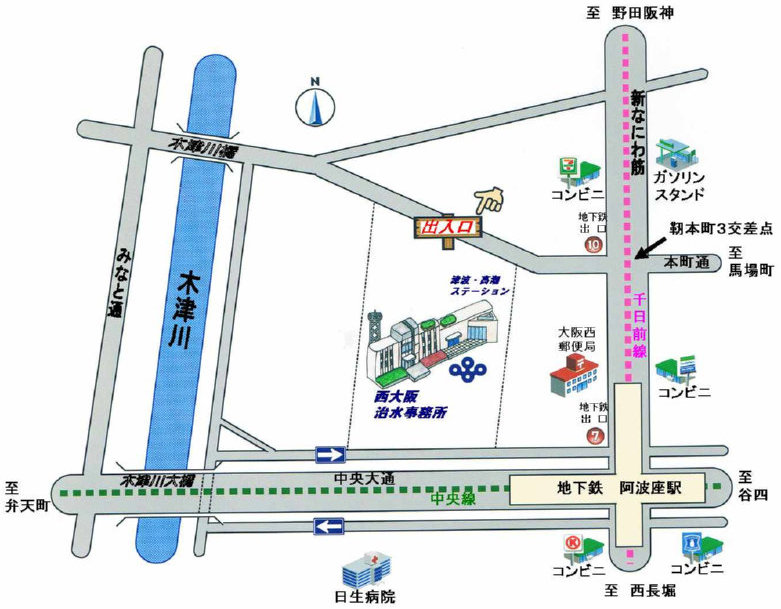 至 野田阪神
N
新なにわ筋
木津川橋
コンビニ
ガソリン
スタンド
地下鉄
出口
10
出入口
靭本町3交差点
本町通
至
馬場町
みなと通
木津川
津波・高潮
ステーション
千日前線
大阪西
郵便局
西大阪
治水事務所
コンビニ
地下鉄
出口
7
木津川大橋
中央大通
至
弁天町
中央線
地下鉄 阿波座駅
至
谷四
K
コンビニ
コンビニ
日生病院
至 西長堀